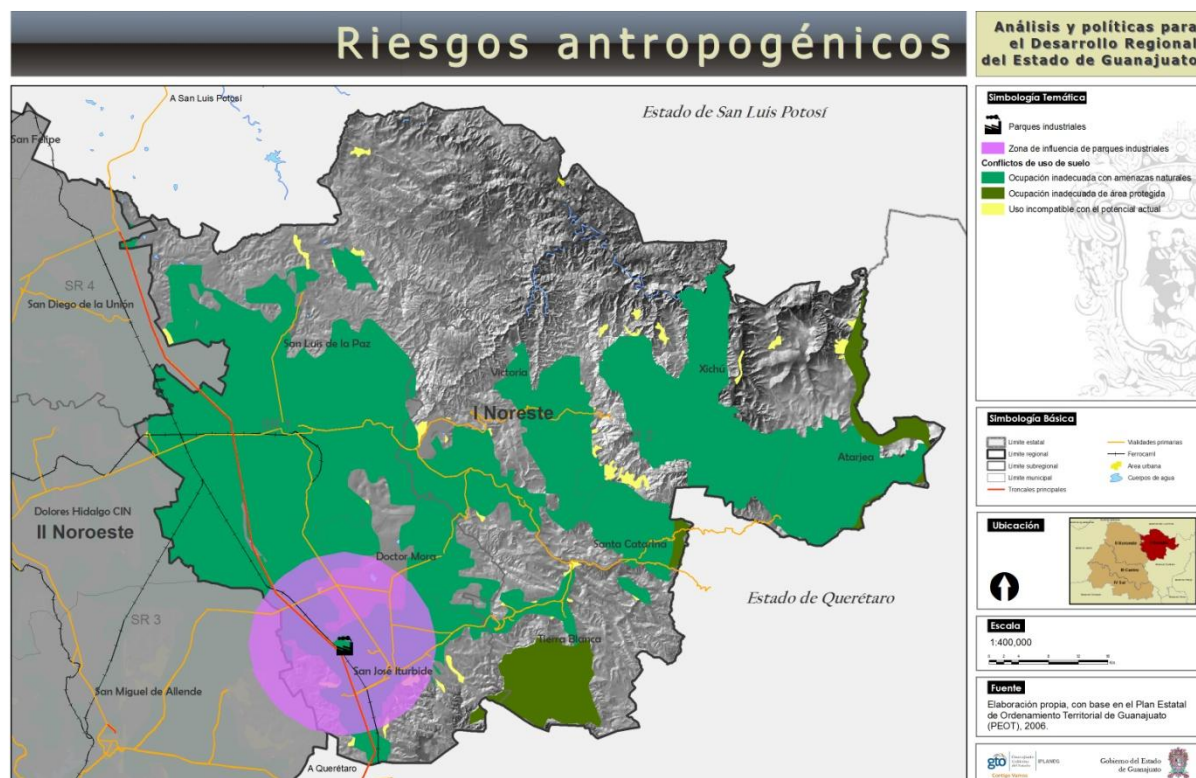 Riesgos antropogénicos
Análisis y políticas para
el Desarrollo Regional
del Estado de Guanajuato
A San Luis Potosí
Estado de San Luis Potosí
San Felipe
SR 4
San Diego de la Unión
San Luis de la Paz
Victoria
Xichú
I Noreste
Atarjea
Dolores Hidalgo CIN
II Noroeste
Doctor Mora
Santa Catarina
Estado de Querétaro
SR 3
Tierra Blanca
San José Iturbide
San Miguel de Allende
A Querétaro
Simbología Temática
Parques industriales
Zona de influencia de parques industriales
Conflictos de uso de suelo
Ocupación inadecuada con amenazas naturales
Ocupación inadecuada de área protegida
Uso incompatible con el potencial actual
Simbología Básica
Límite estatal
Límite regional
Límite subregional
Límite municipal
Troncales principales
Vialidades primarias
Ferrocarril
Área urbana
Cuerpos de agua
Ubicación
Escala
1:400,000
Fuente
Elaboración propia, con base en el Plan Estatal
de Ordenamiento Territorial de Guanajuato
(PEOT), 2006.
gto
IPLANEG
Contigo Vamos
Gobierno del Estado
de Guanajuato